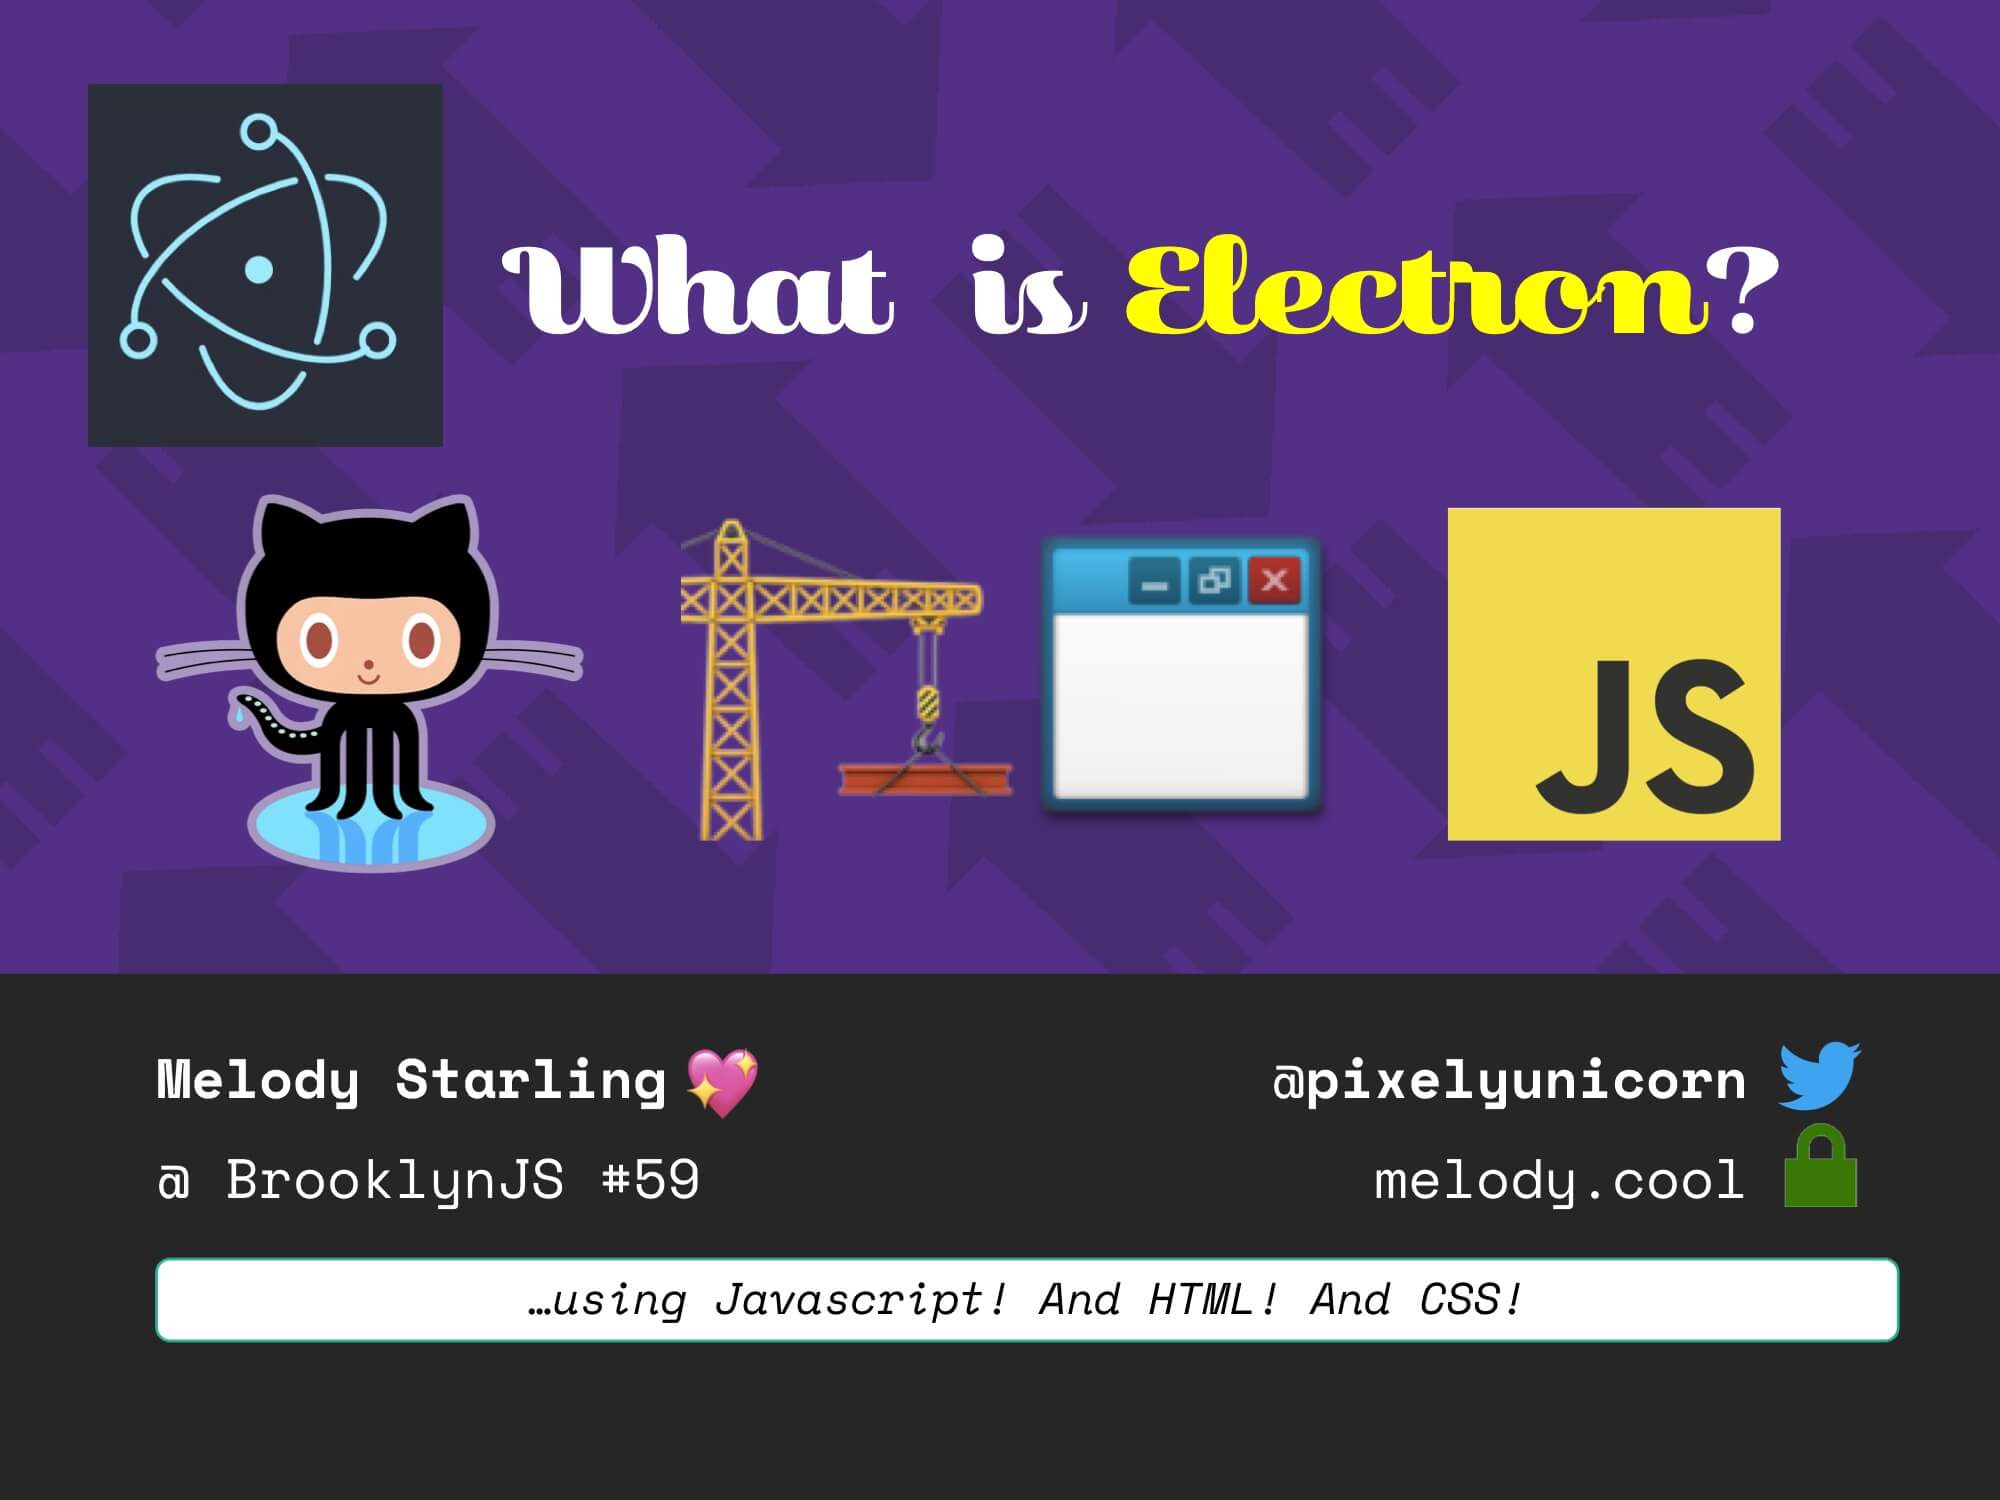 What is Electron?
JS
Melody Starling
@pixelyunicorn
@ BrooklynJS #59
melody.cool
…using Javascript! And HTML! And CSS!